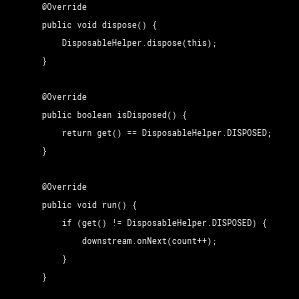 @Override
public void dispose() {
DisposableHelper.dispose(this);
}
@Override
public boolean isDisposed() {
return get() == DisposableHelper.DISPOSED;
}
@Override
public void run() {
if (get() != DisposableHelper.DISPOSED) {
downstream.onNext(count++);
}
}